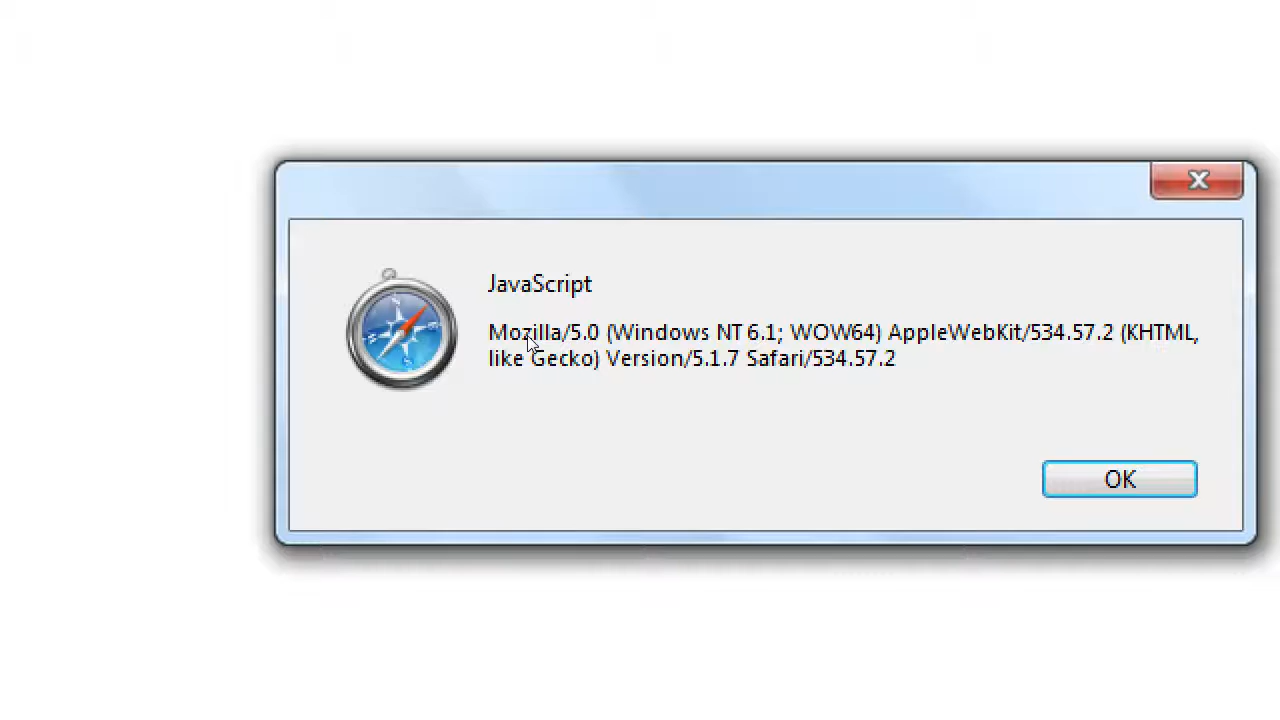 JavaScript
Mozilla/5.0 (Windows NT 6.1; WOW64) AppleWebKit/534.57.2 (KHTML,
like Gecko) Version/5.1.7 Safari/534.57.2
OK